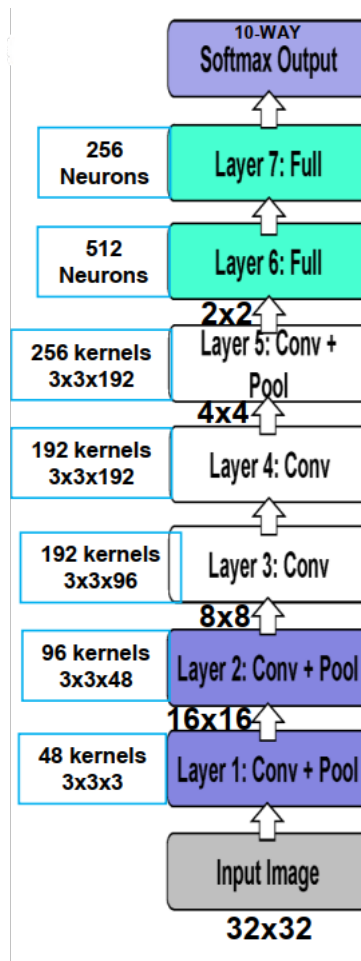 10-WAY
Softmax Output
256
Neurons
Layer 7: Full
512
Neurons
Layer 6: Full
2x2
256 kernels
3x3x192
Layer 5: Conv +
Pool
4x4
192 kernels
3x3x192
Layer 4: Conv
192 kernels
3x3x96
Layer 3: Conv
8x8
96 kernels
3x3x48
Layer 2: Conv + Pool
16x16
48 kernels
3x3x3
Layer 1: Conv + Pool
Input Image
32x32